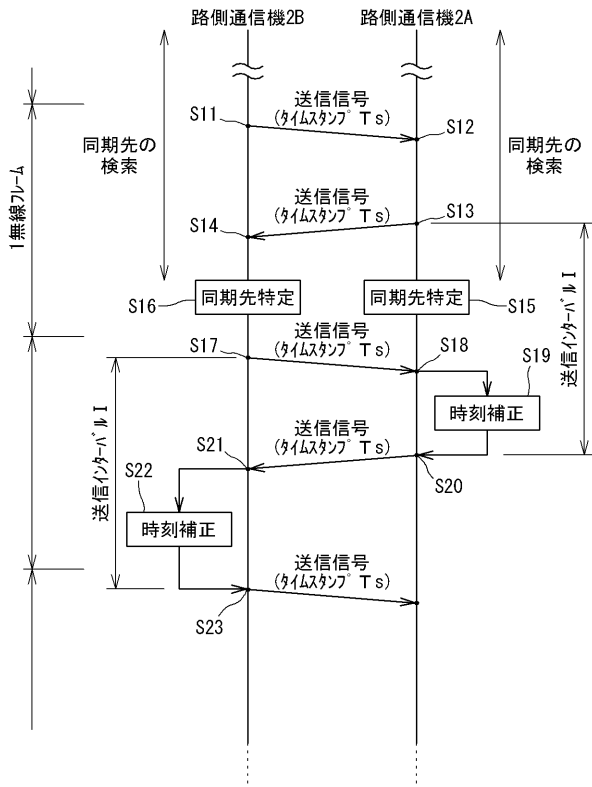 路側通信機2B
路側通信機2A
送信信号
(タイムスタンプTs)
S11
S12
同期先の
検索
同期先の
検索
1無線フレーム
送信信号
(タイムスタンプTs)
S13
S14
同期先特定
S16
同期先特定
S15
送信インターバルI
送信信号
(タイムスタンプTs)
S17
S18
S19
時刻補正
送信信号
(タイムスタンプTs)
S21
S20
S22
時刻補正
送信インターバルI
送信信号
(タイムスタンプTs)
S23